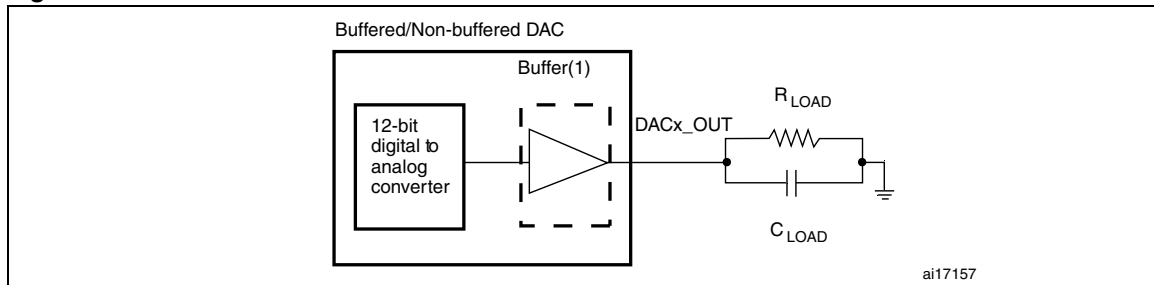 Buffered/Non-buffered DAC
Buffer(1)
12-bit
digital to
analog
converter
DACx_OUT
R LOAD
C LOAD
ai17157